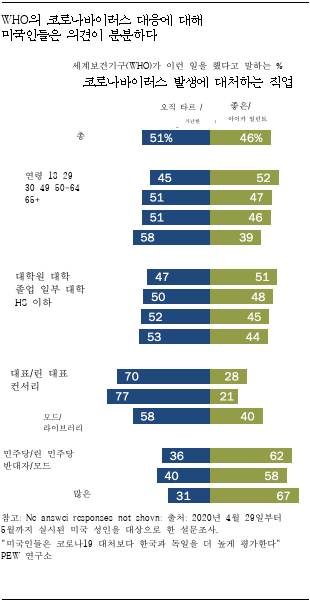 WHO의 코로나바이러스 대응에 대해
미국인들은 의견이 분분하다
세계보건기구(WHO)가 이런 일을 했다고 말하는 %
코로나바이러스 발생에 대처하는 직업
오직 타르 / 좋은/
가난한 아이카 월런트
총 51% 46%
연령 18 29 45 52
30 49 50-64 51 47
65+ 51 46
58 39
대학원 대학 47 51
졸업 일부 대학 50 48
HS 이하 52 45
53 44
대표/린 대표 70 28
컨서리 77 21
모드/ 58 40
라이브러리
민주당/린 민주당 36 62
반대자/모드 40 58
많은 31 67
참고: No answei responses not shovn: 출처: 2020년 4월 29일부터
5월까지 실시된 미국 성인을 대상으로 한 설문조사.
"미국인들은 코로나19 대처보다 한국과 독일을 더 높게 평가한다"
PEW 연구소